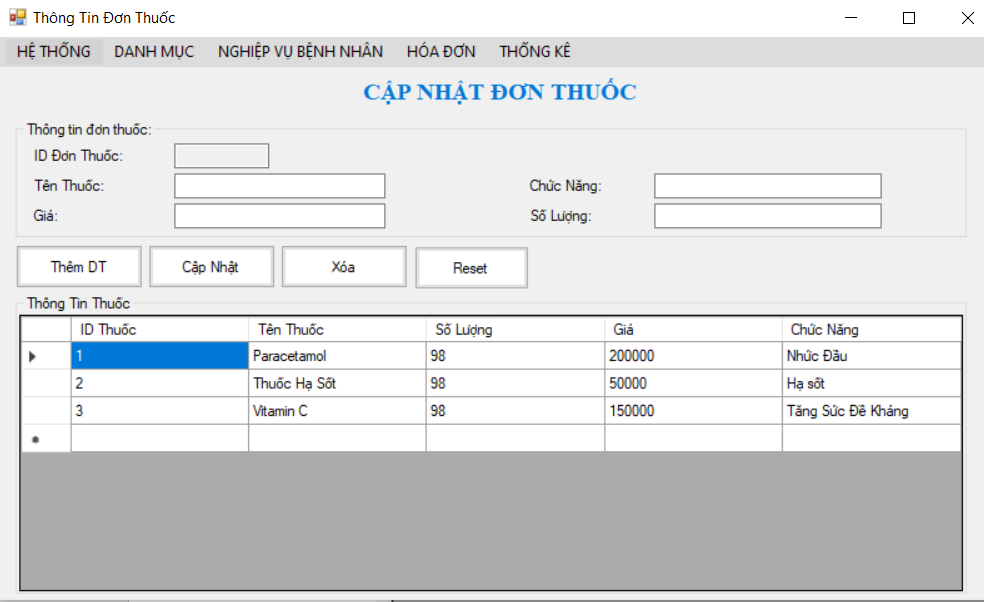 Thông Tin Đơn Thuốc
HỆ THỐNG DANH MỤC NGHIỆP VỤ BỆNH NHÂN HÓA ĐƠN THỐNG KÊ
CẬP NHẬT ĐƠN THUỐC
Thông tin đơn thuốc:
ID Đơn Thuốc:
Tên Thuốc: Chức Năng:
Giá: Số Lượng:
Thêm DT Cập Nhật Xóa Reset
Thông Tin Thuốc
ID Thuốc Tên Thuốc Số Lượng Giá Chức Năng
1 Paracetamol 98 200000 Nhức Đầu
2 Thuốc Hạ Sốt 98 50000 Hạ sốt
3 Vitamin C 98 150000 Tăng Sức Đề Kháng